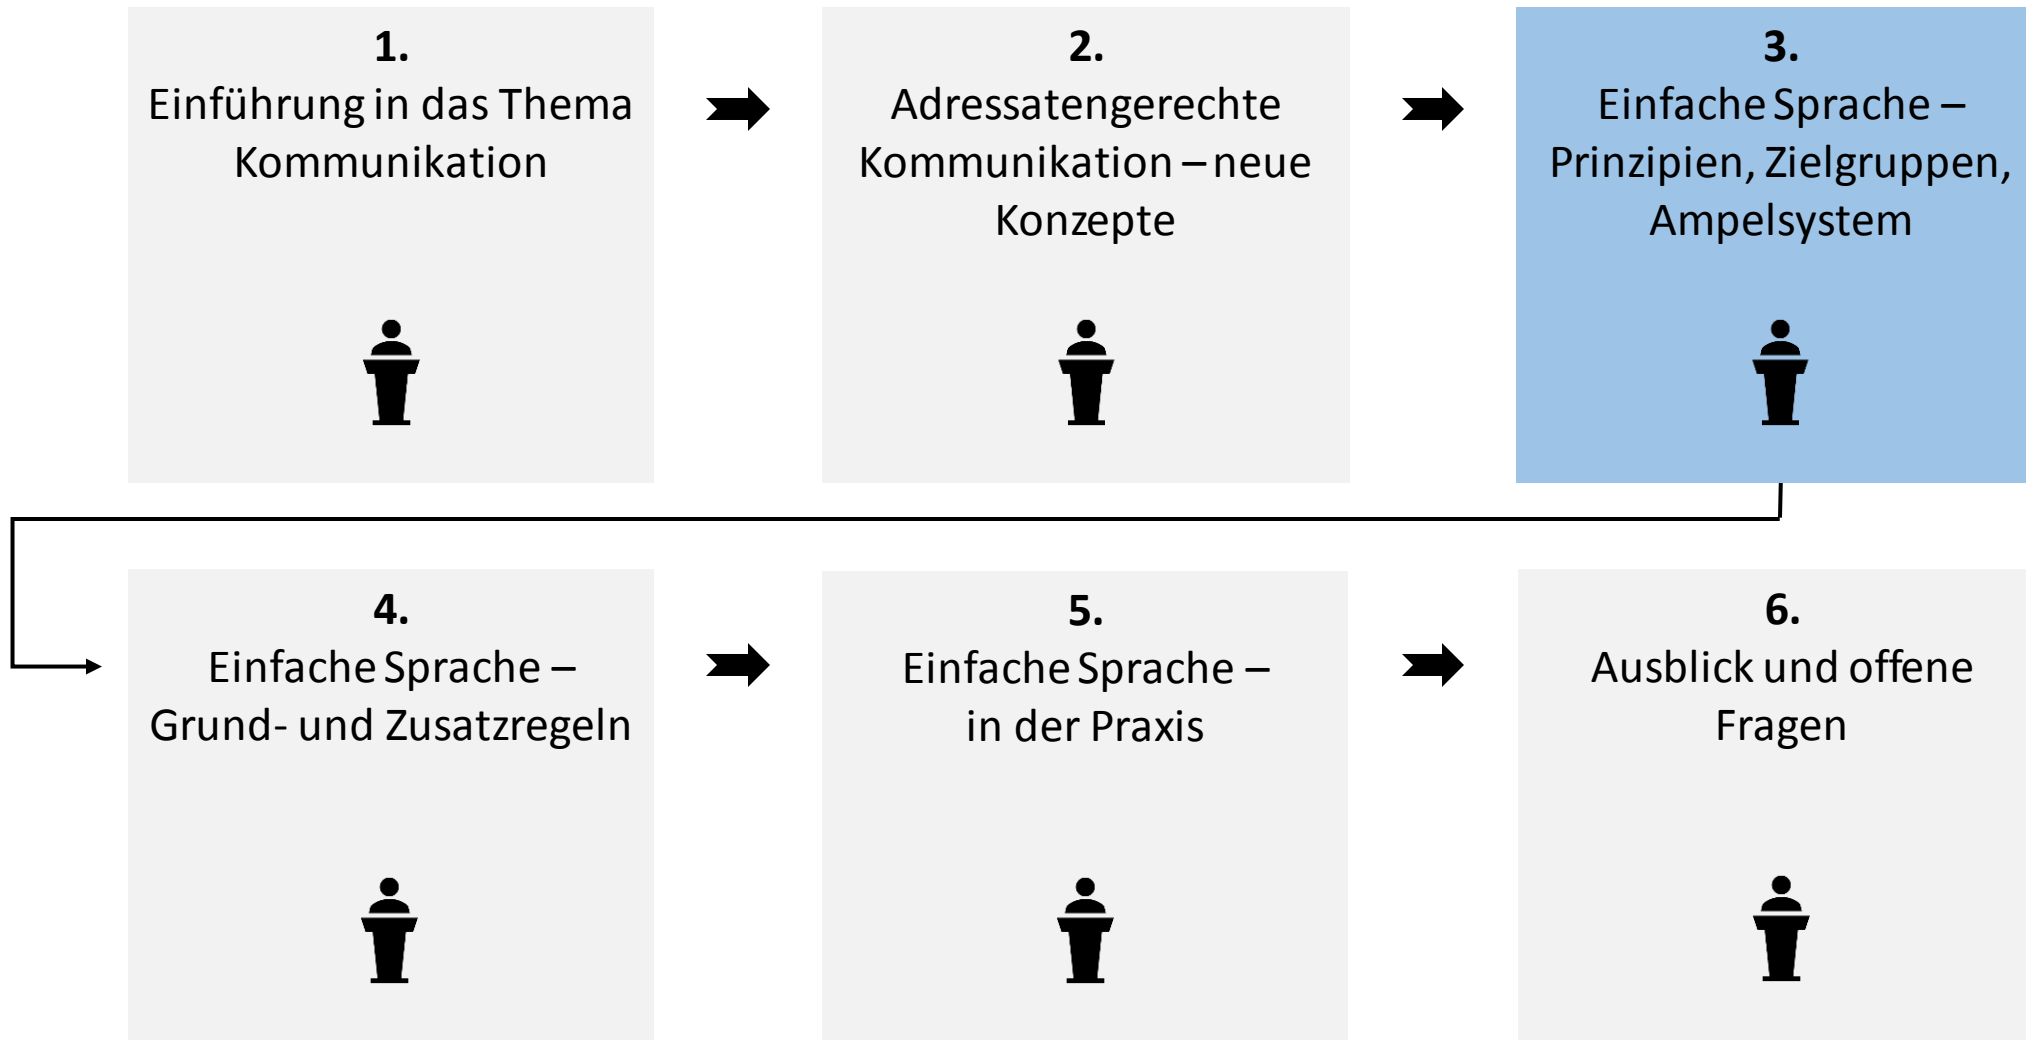 1.
Einführung in das Thema
Kommunikation
2.
Adressatengerechte
Kommunikation – neue
Konzepte
3.
Einfache Sprache –
Prinzipien, Zielgruppen,
Ampelsystem
4.
Einfache Sprache –
Grund- und Zusatzregeln
5.
Einfache Sprache –
in der Praxis
6.
Ausblick und offene
Fragen